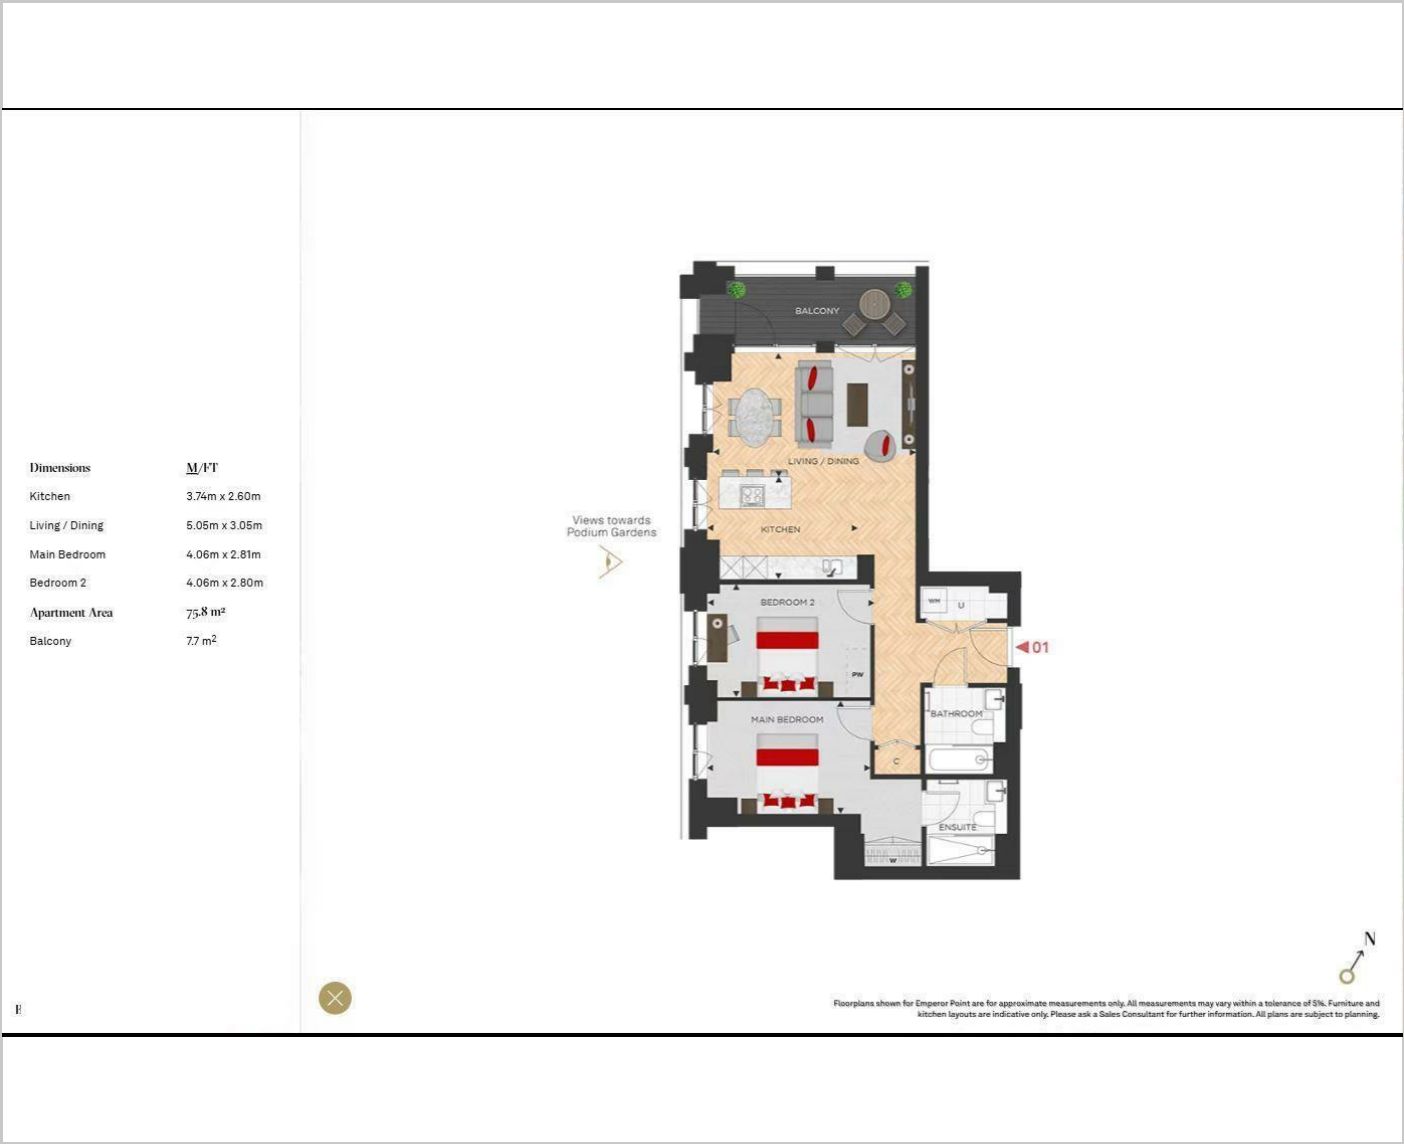 BALCONY
Dimensions M/FT
Kitchen 3.74m x 2.60m
Living / Dining 5.05m x 3.05m
Main Bedroom 4.06m x 2.81m
Bedroom 2 4.06m x 2.80m
Apartment Area 75.8 m²
Balcony 7.7 m²
LIVING / DINING
Views towards
Podium Gardens
KITCHEN
BEDROOM 2
WM
U
01
PW
BATHROOM
MAIN BEDROOM
C
ENSUITE
W
N
Floorplans shown for Emperor Point are for approximate measurements only. All measurements may vary within a tolerance of 5%. Furniture and
kitchen layouts are indicative only. Please ask a Sales Consultant for further information. All plans are subject to planning.